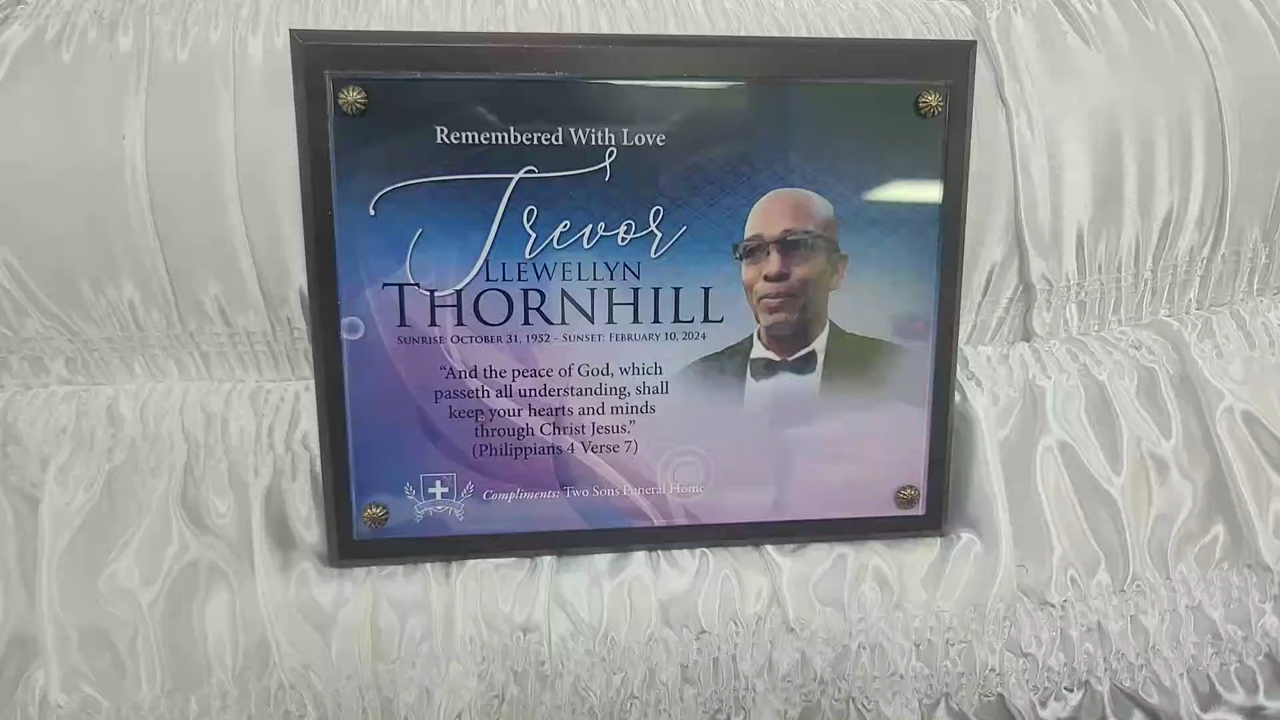 Remembered With Love
Trevor
LLEWELLYN
THORNHILL
SUNRISE: OCTOBER 31, 1952 - SUNSET: FEBRUARY 10, 2024
“And the peace of God, which
passeth all understanding, shall
keep your hearts and minds
through Christ Jesus.”
(Philippians 4 Verse 7)
Compliments: Two Sons Funeral Home